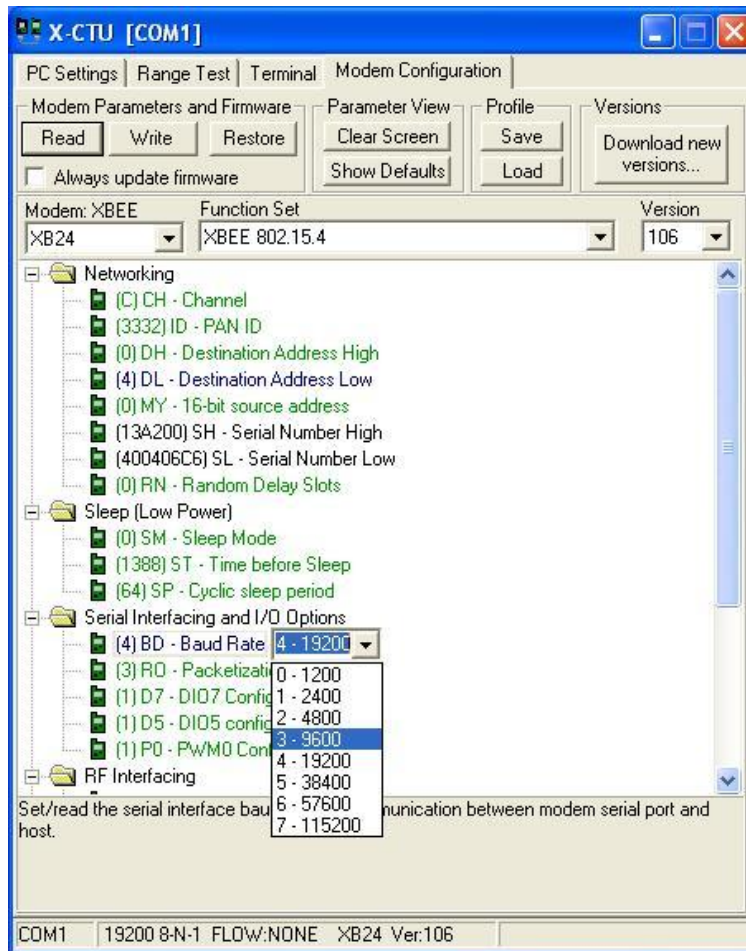 X-CTU [COM1]
PC Settings Range Test Terminal Modem Configuration
Modem Parameters and Firmware Parameter View Profile Versions
Read Write Restore Clear Screen Save Download new versions...
Always update firmware Show Defaults Load
Modem: XBEE Function Set Version
XB24 XBEE 802.15.4 106
Networking
(C) CH - Channel
(3332) ID - PAN ID
(0) DH - Destination Address High
(4) DL - Destination Address Low
(0) MY - 16-bit source address
(13A200) SH - Serial Number High
(400406C6) SL - Serial Number Low
(0) RN - Random Delay Slots
Sleep (Low Power)
(0) SM - Sleep Mode
(1388) ST - Time before Sleep
(64) SP - Cyclic sleep period
Serial Interfacing and I/O Options
(4) BD - Baud Rate 4 - 19200
(3) RO - Packetizati
0 - 1200
(1) D7 - DIO7 Config
1 - 2400
(1) D5 - DIO5 config
2 - 4800
3 - 9600
(1) P0 - PWM0 Con
4 - 19200
RF Interfacing
5 - 38400
6 - 57600
7 - 115200
Set/read the serial interface bau munication between modem serial port and
host.
COM1 19200 8-N-1 FLOW:NONE XB24 Ver:106